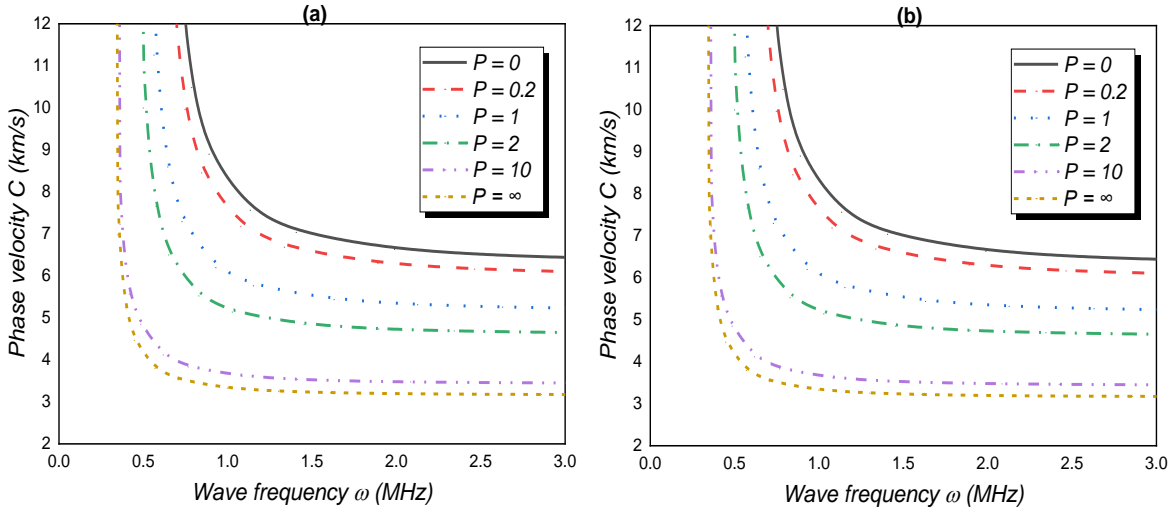 (a)
12
11
10
9
8
7
6
5
4
3
2
Phase velocity C (km/s)
P = 0
P = 0.2
P = 1
P = 2
P = 10
P = ∞
0.0 0.5 1.0 1.5 2.0 2.5 3.0
Wave frequency ω (MHz)
(b)
12
11
10
9
8
7
6
5
4
3
2
Phase velocity C (km/s)
P = 0
P = 0.2
P = 1
P = 2
P = 10
P = ∞
0.0 0.5 1.0 1.5 2.0 2.5 3.0
Wave frequency ω (MHz)